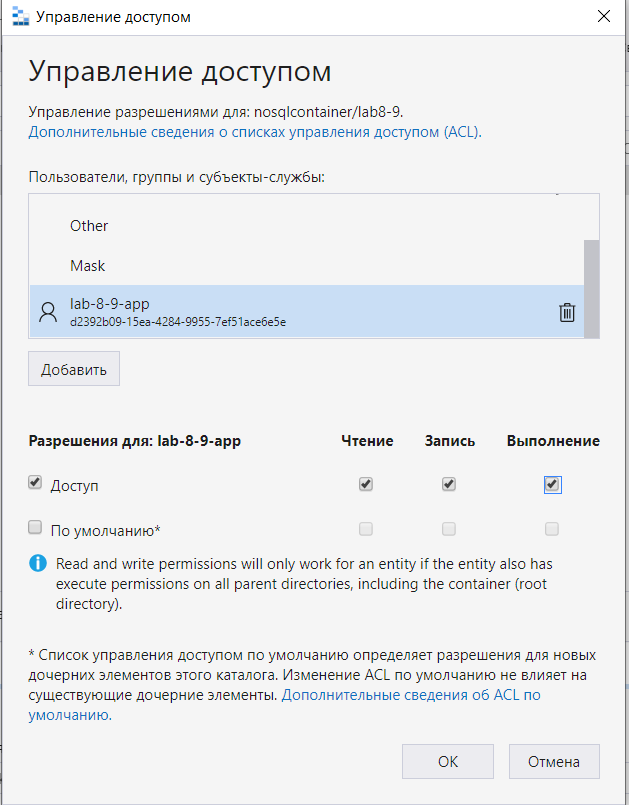 Управление доступом
Управление доступом
Управление разрешениями для: nosqlcontainer/lab8-9.
Дополнительные сведения о списках управления доступом (ACL).
Пользователи, группы и субъекты-службы:
Other
Mask
lab-8-9-app
d2392b09-15ea-4284-9955-7ef51ace6e5e
Добавить
Разрешения для: lab-8-9-app Чтение Запись Выполнение
Доступ
По умолчанию*
Read and write permissions will only work for an entity if the entity also has
execute permissions on all parent directories, including the container (root
directory).
* Список управления доступом по умолчанию определяет разрешения для новых
дочерних элементов этого каталога. Изменение ACL по умолчанию не влияет на
существующие дочерние элементы. Дополнительные сведения об ACL по
умолчанию.
OK Отмена